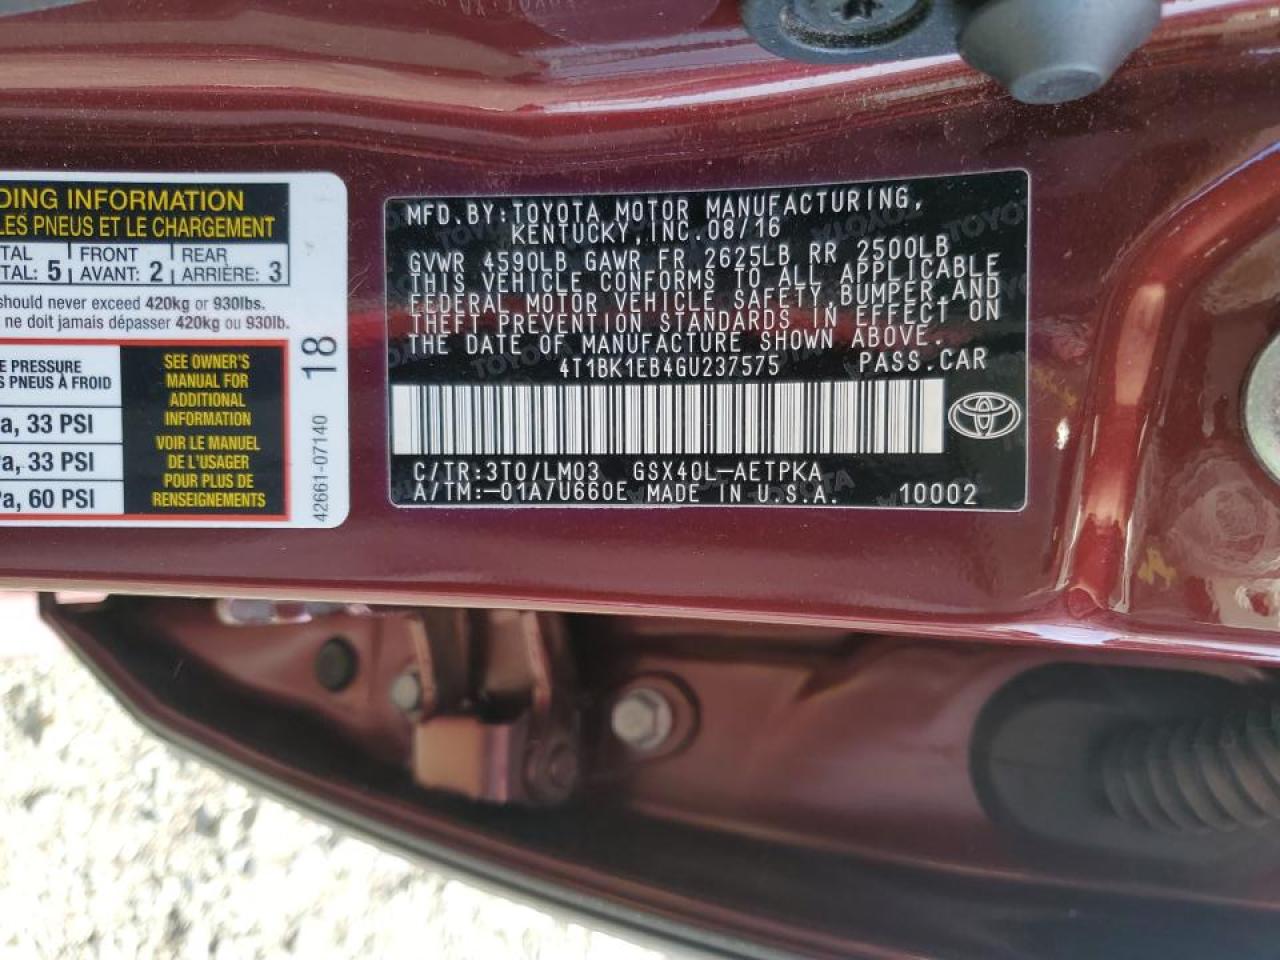 DING INFORMATION
LES PNEUS ET LE CHARGEMENT
TAL FRONT REAR
TAL: 5 AVANT: 2 ARRIÈRE: 3
should never exceed 420kg or 930lbs.
ne doit jamais dépasser 420kg ou 930lb.
E PRESSURE
S PNEUS À FROID
a, 33 PSI
Pa, 33 PSI
Pa, 60 PSI
SEE OWNER'S
MANUAL FOR
ADDITIONAL
INFORMATION
VOIR LE MANUEL
DE L'USAGER
POUR PLUS DE
RENSEIGNEMENTS
18
42661-07140
MFD.BY:TOYOTA MOTOR MANUFACTURING,
KENTUCKY,INC.08/16
GVWR 4590LB GAWR FR 2625LB RR 2500LB
THIS VEHICLE CONFORMS TO ALL APPLICABLE
FEDERAL MOTOR VEHICLE SAFETY,BUMPER,AND
THEFT PREVENTION STANDARDS IN EFFECT ON
THE DATE OF MANUFACTURE SHOWN ABOVE.
4T1BK1EB4GU237575 PASS.CAR
C/TR:3T0/LM03 GSX40L-AETPKA
A/TM:-01A/U660E MADE IN U.S.A. 10002